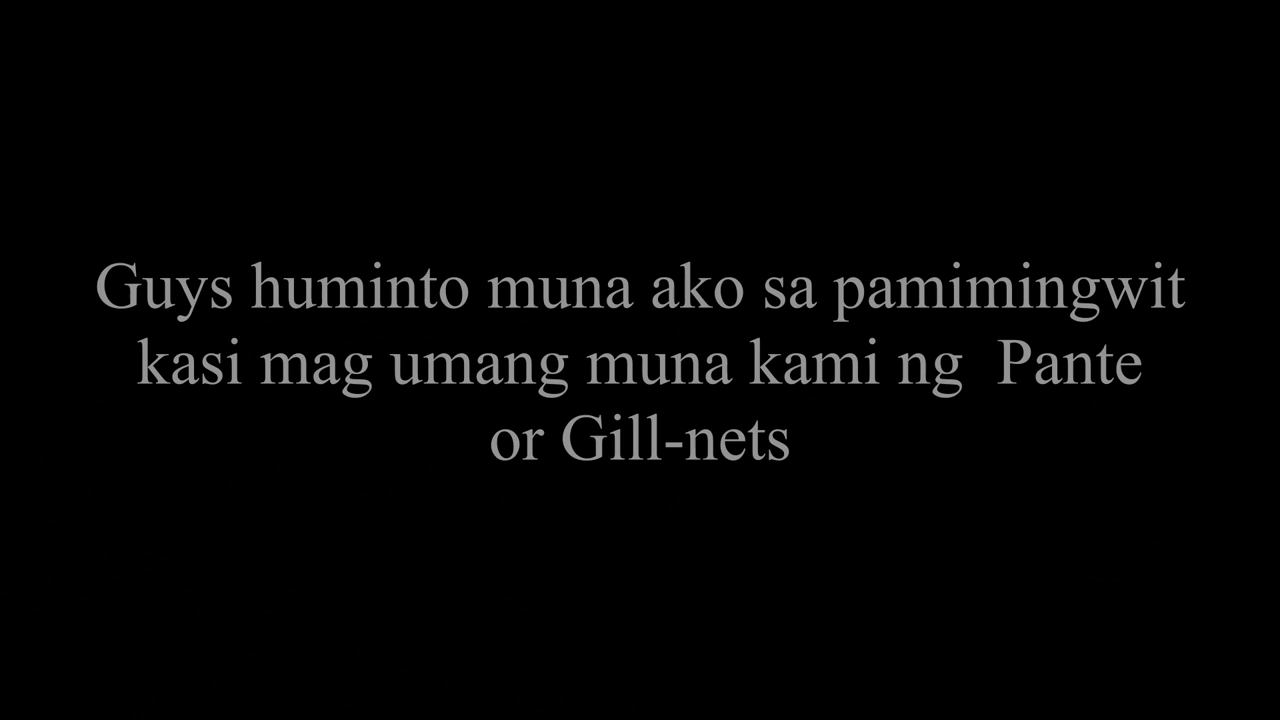 Guys huminto muna ako sa pamimingwit
kasi mag umang muna kami ng  Pante
or Gill-nets